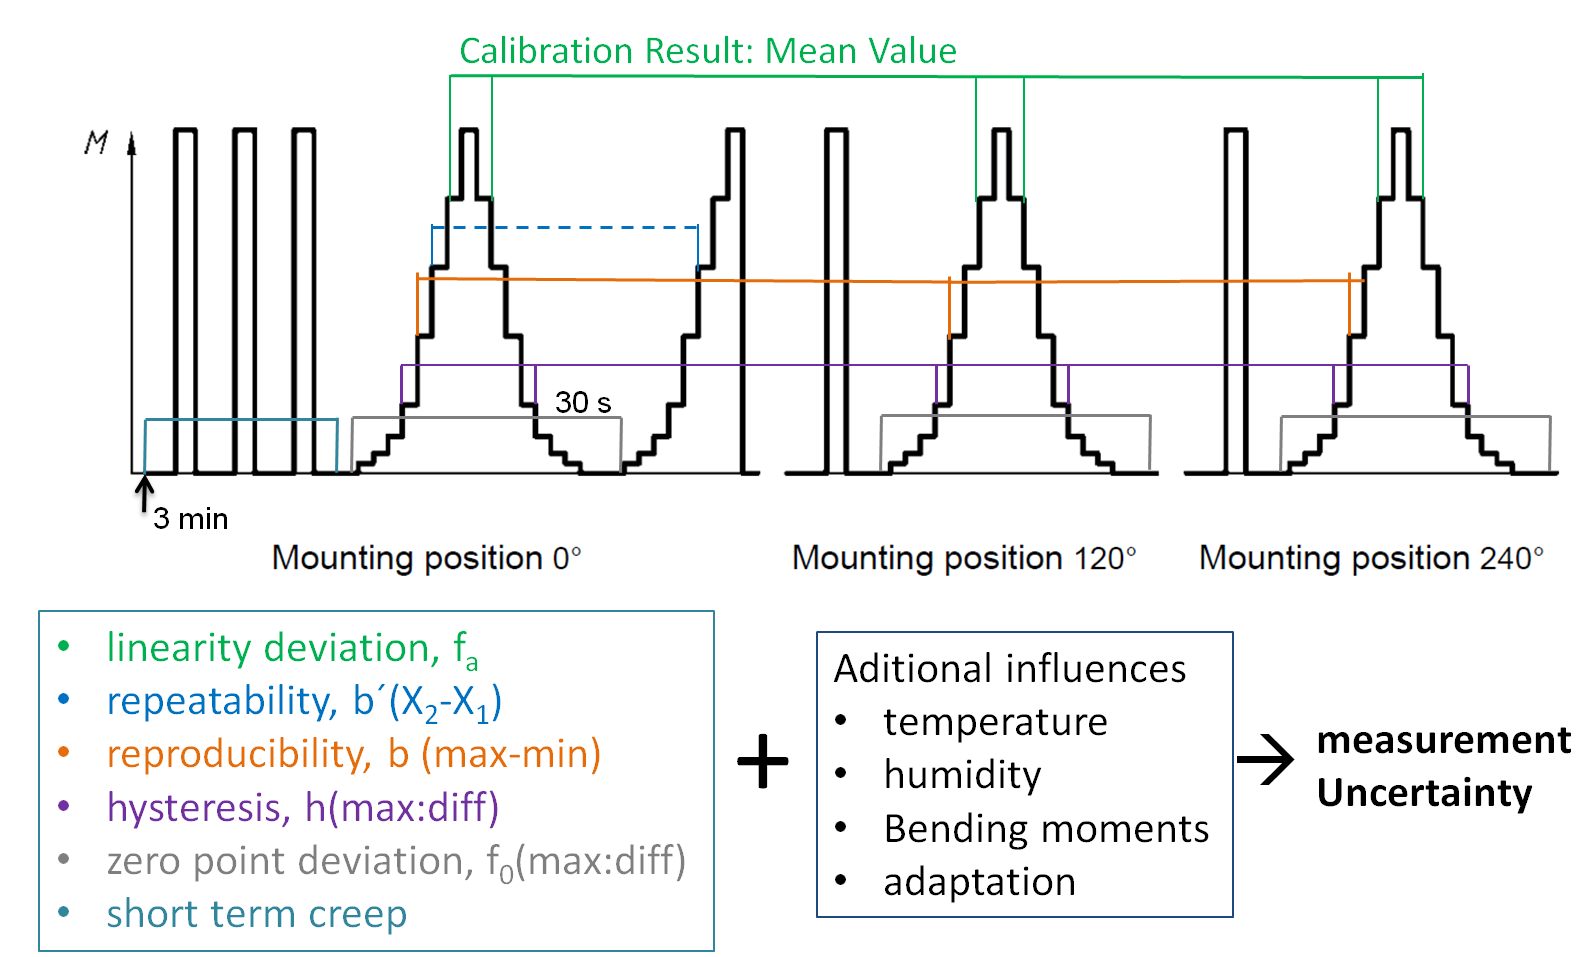 Calibration Result: Mean Value
M
30 s
3 min
Mounting position 0°
Mounting position 120°
Mounting position 240°
• linearity deviation, fa
• repeatability, b´(X2-X1)
• reproducibility, b (max-min)
• hysteresis, h(max:diff)
• zero point deviation, f0(max:diff)
• short term creep
+
Aditional influences
• temperature
• humidity
• Bending moments
• adaptation
→
measurement
Uncertainty